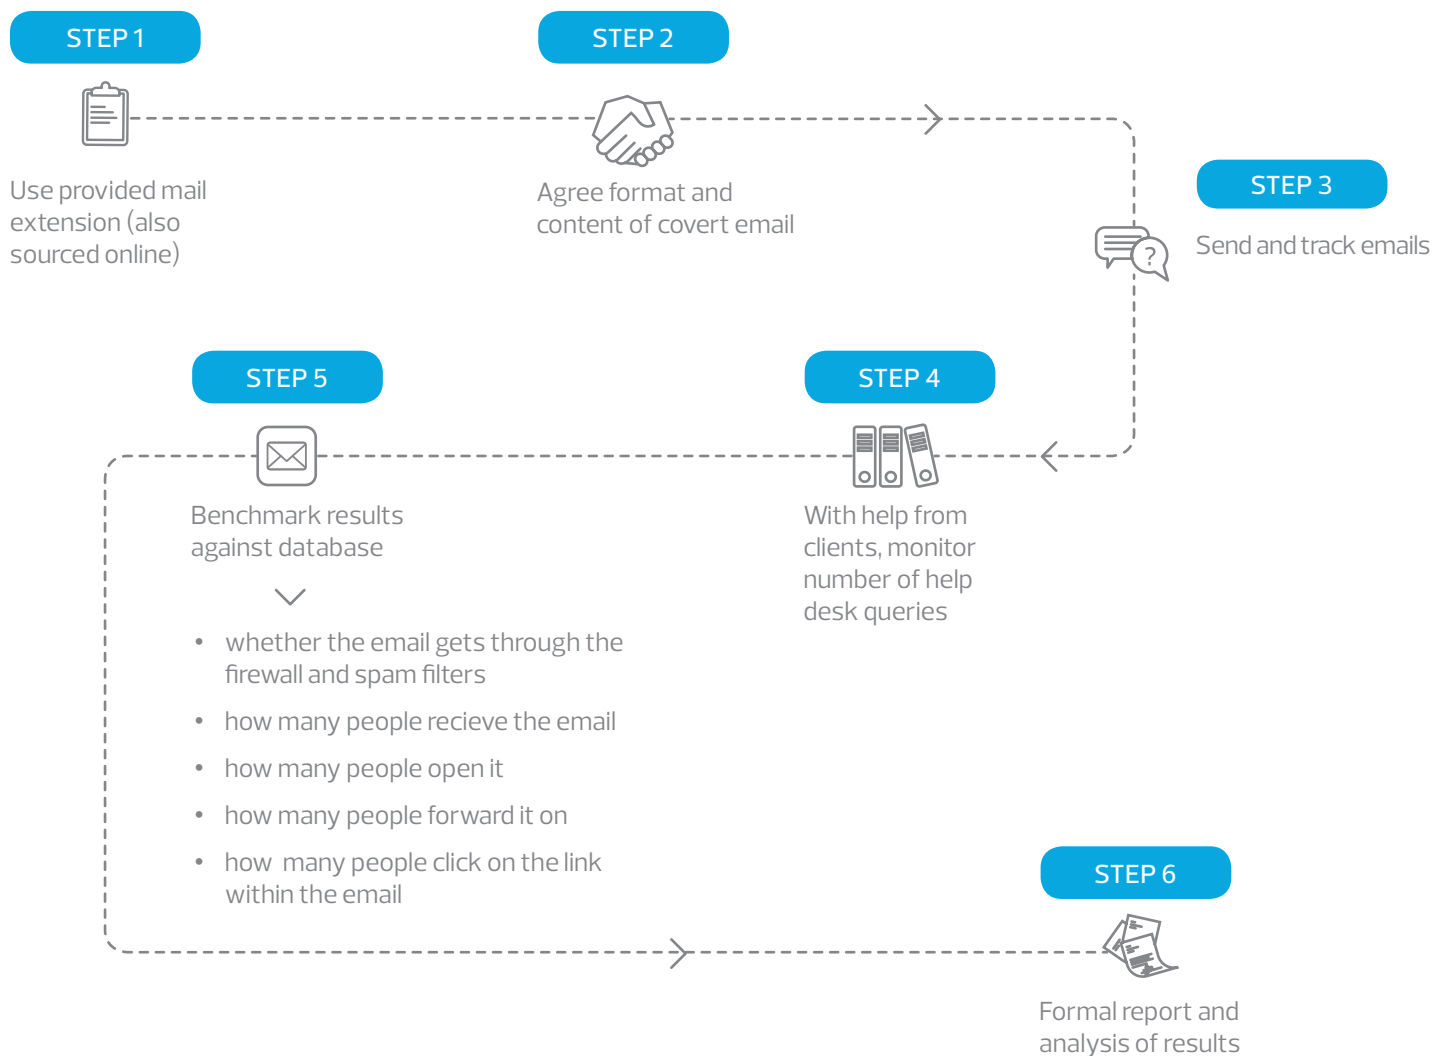 STEP 1
Use provided mail
extension (also
sourced online)
STEP 2
Agree format and
content of covert email
STEP 3
?
Send and track emails
STEP 4
With help from
clients, monitor
number of help
desk queries
STEP 5
Benchmark results
against database
• whether the email gets through the
firewall and spam filters
• how many people recieve the email
• how many people open it
• how many people forward it on
• how many people click on the link
within the email
STEP 6
Formal report and
analysis of results